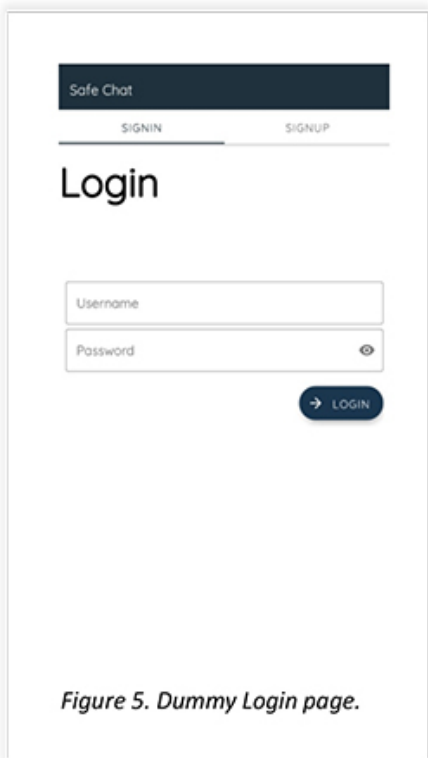 Safe Chat
SIGNIN SIGNUP
Login
Username
Password
LOGIN
Figure 5. Dummy Login page.